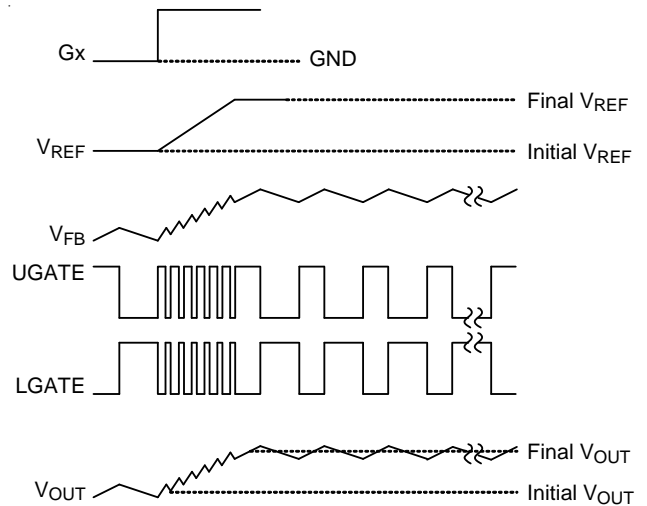 Gx
GND
Final VREF
VREF
Initial VREF
VFB
UGATE
LGATE
Final VOUT
VOUT
Initial VOUT